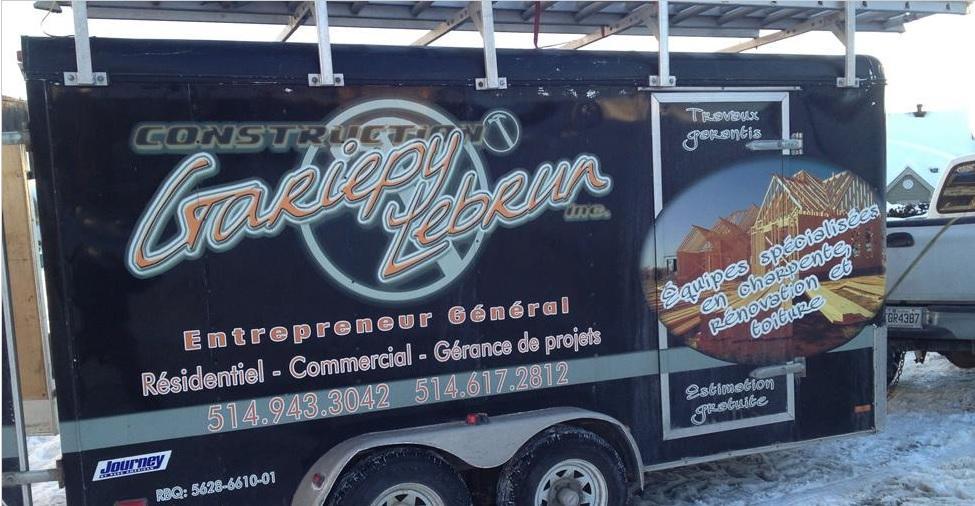 CONSTRUCTION
Gariepy
Lebrun
inc.
Entrepreneur Général
Résidentiel - Commercial - Gérance de projets
514.943.3042 514.617.2812
Journey
RBQ: 5628-6610-01
Travaux
garantis
Équipes spécialisées
en charpente,
rénovation et
toiture
Estimation
gratuite